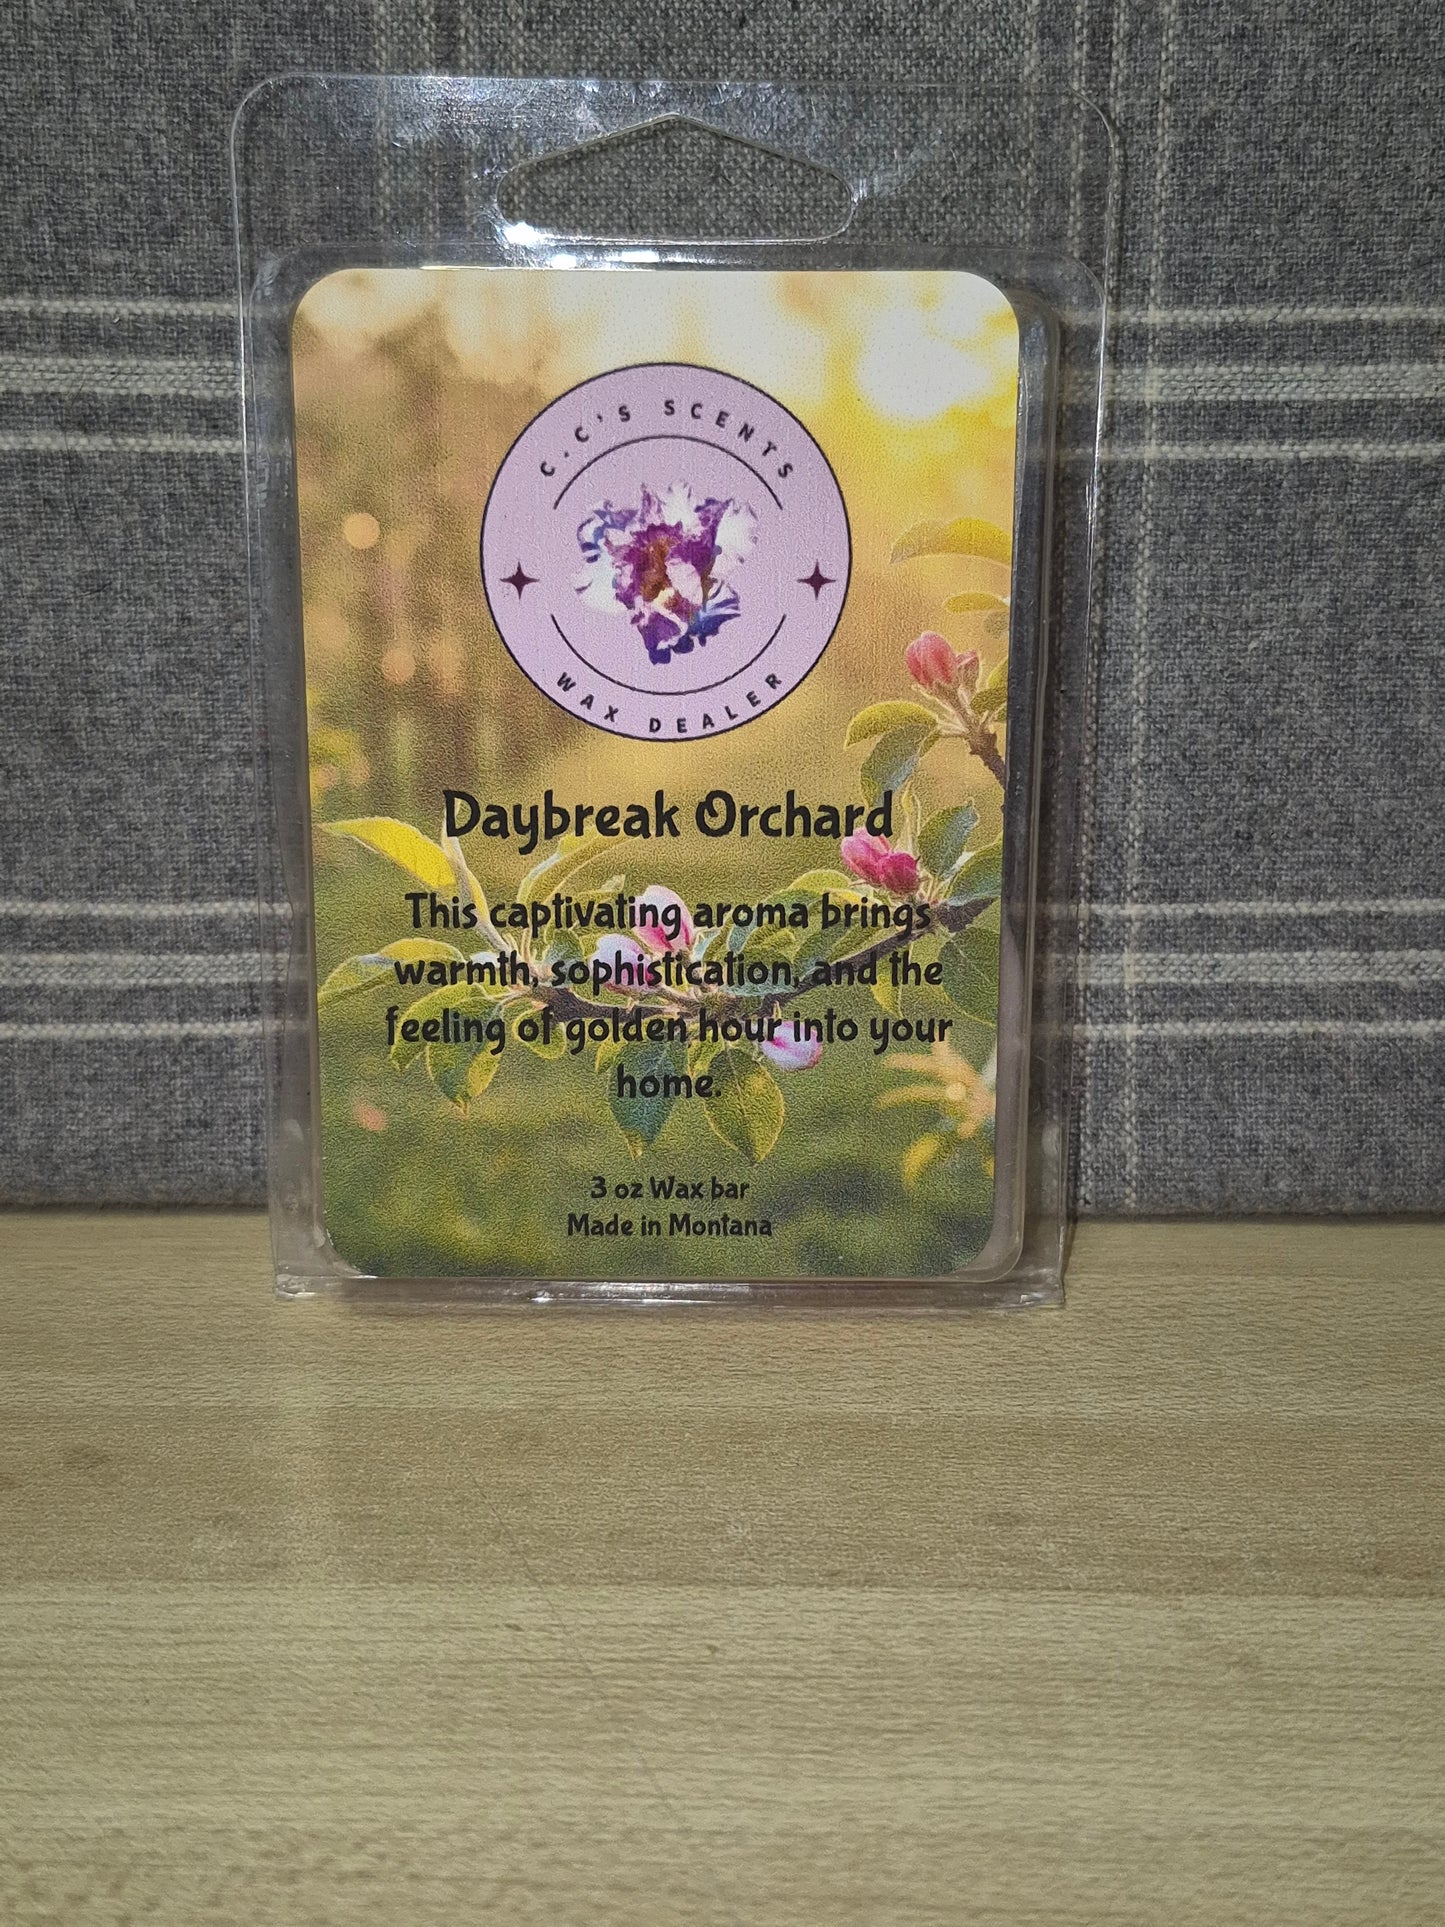 C.C'S SCENTS
WAX DEALER
Daybreak Orchard
This captivating aroma brings
warmth, sophistication, and the
feeling of golden hour into your
home.
3 oz Wax bar
Made in Montana